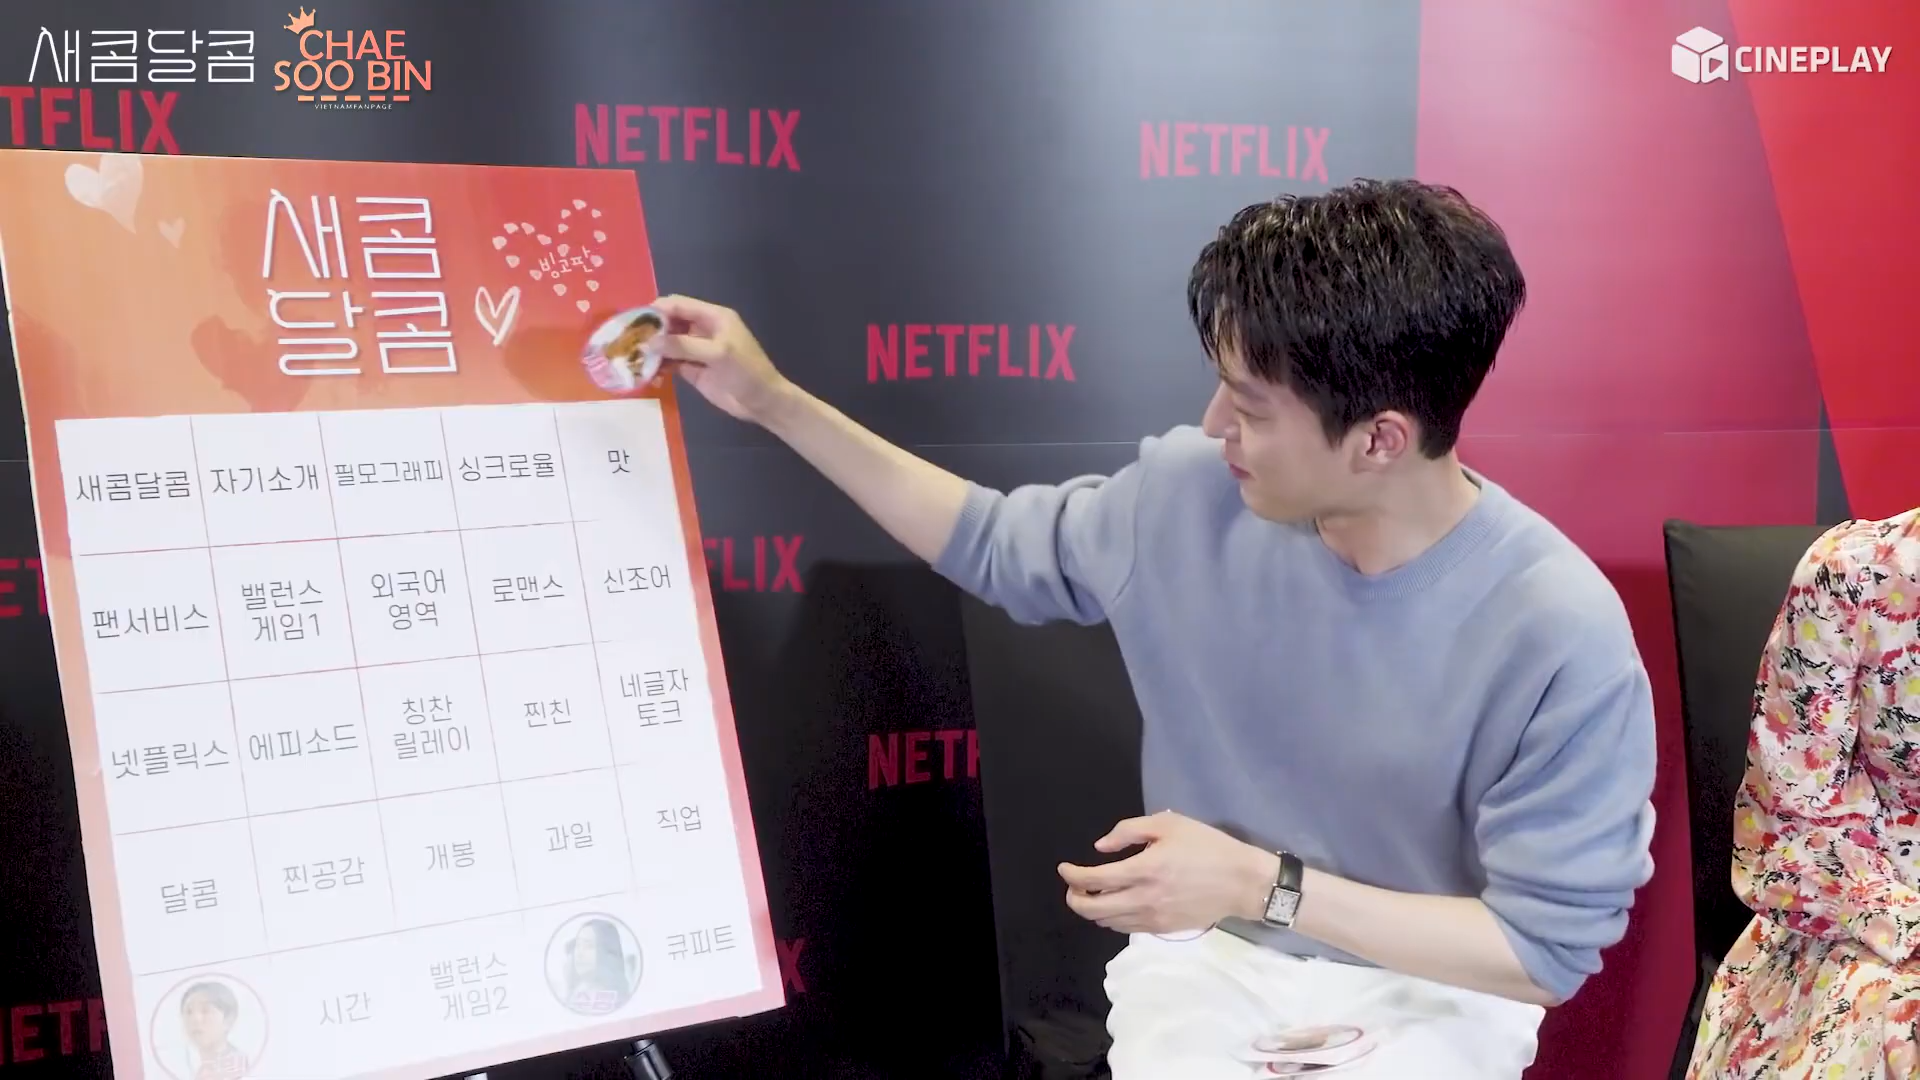 새콤달콤
CHAE
SOO BIN
VIETNAMFANPAGE
CINEPLAY
TFLIX
NETFLIX
NETFLIX
NETFLIX
FLIX
NETF
NET
NETF
새콤
달콤
빙고판
새콤달콤 자기소개 필모그래피 싱크로율 맛
팬서비스 밸런스 게임1 외국어 영역 로맨스 신조어
넷플릭스 에피소드 칭찬 릴레이 찐친 네글자 토크
달콤 찐공감 개봉 과일 직업
시간 밸런스 게임2 큐피트